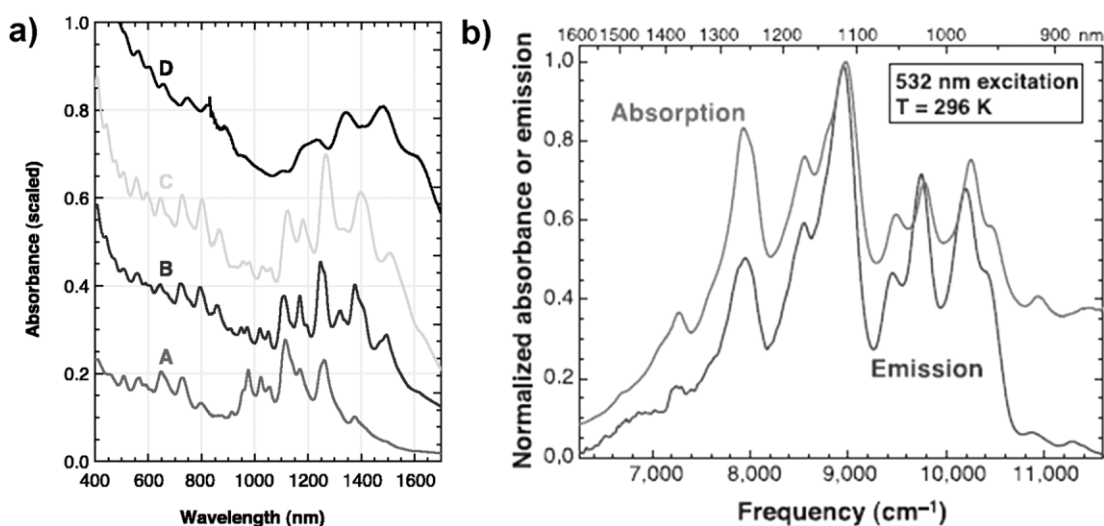 a)
1.0
0.8
0.6
0.4
0.2
0.0
Absorbance (scaled)
D
C
B
A
400 600 800 1000 1200 1400 1600
Wavelength (nm)
b)
1600 1500 1400 1300 1200 1100 1000 900 nm
1,0
0.8
0.6
0.4
0.2
0.0
Normalized absorbance or emission
532 nm excitation
T = 296 K
Absorption
Emission
7,000 8,000 9,000 10,000 11,000
Frequency (cm⁻¹)